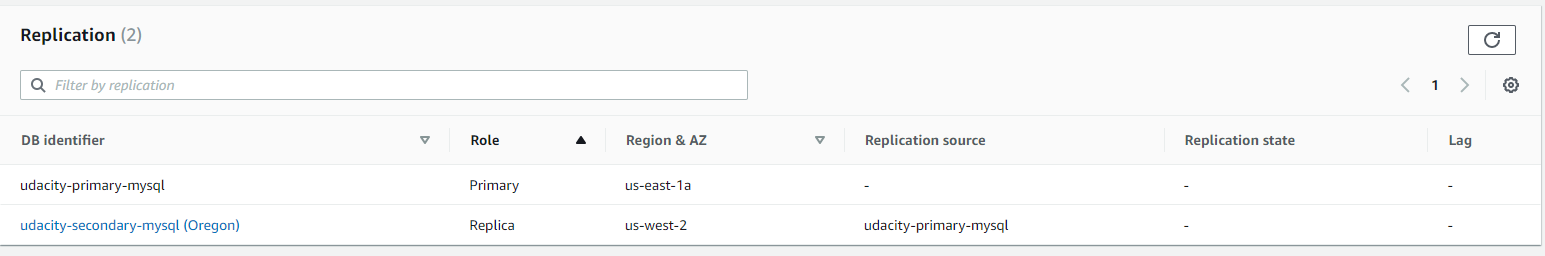 Replication (2)
Filter by replication
1
DB identifier Role Region & AZ Replication source Replication state Lag
udacity-primary-mysql Primary us-east-1a - - -
udacity-secondary-mysql (Oregon) Replica us-west-2 udacity-primary-mysql - -